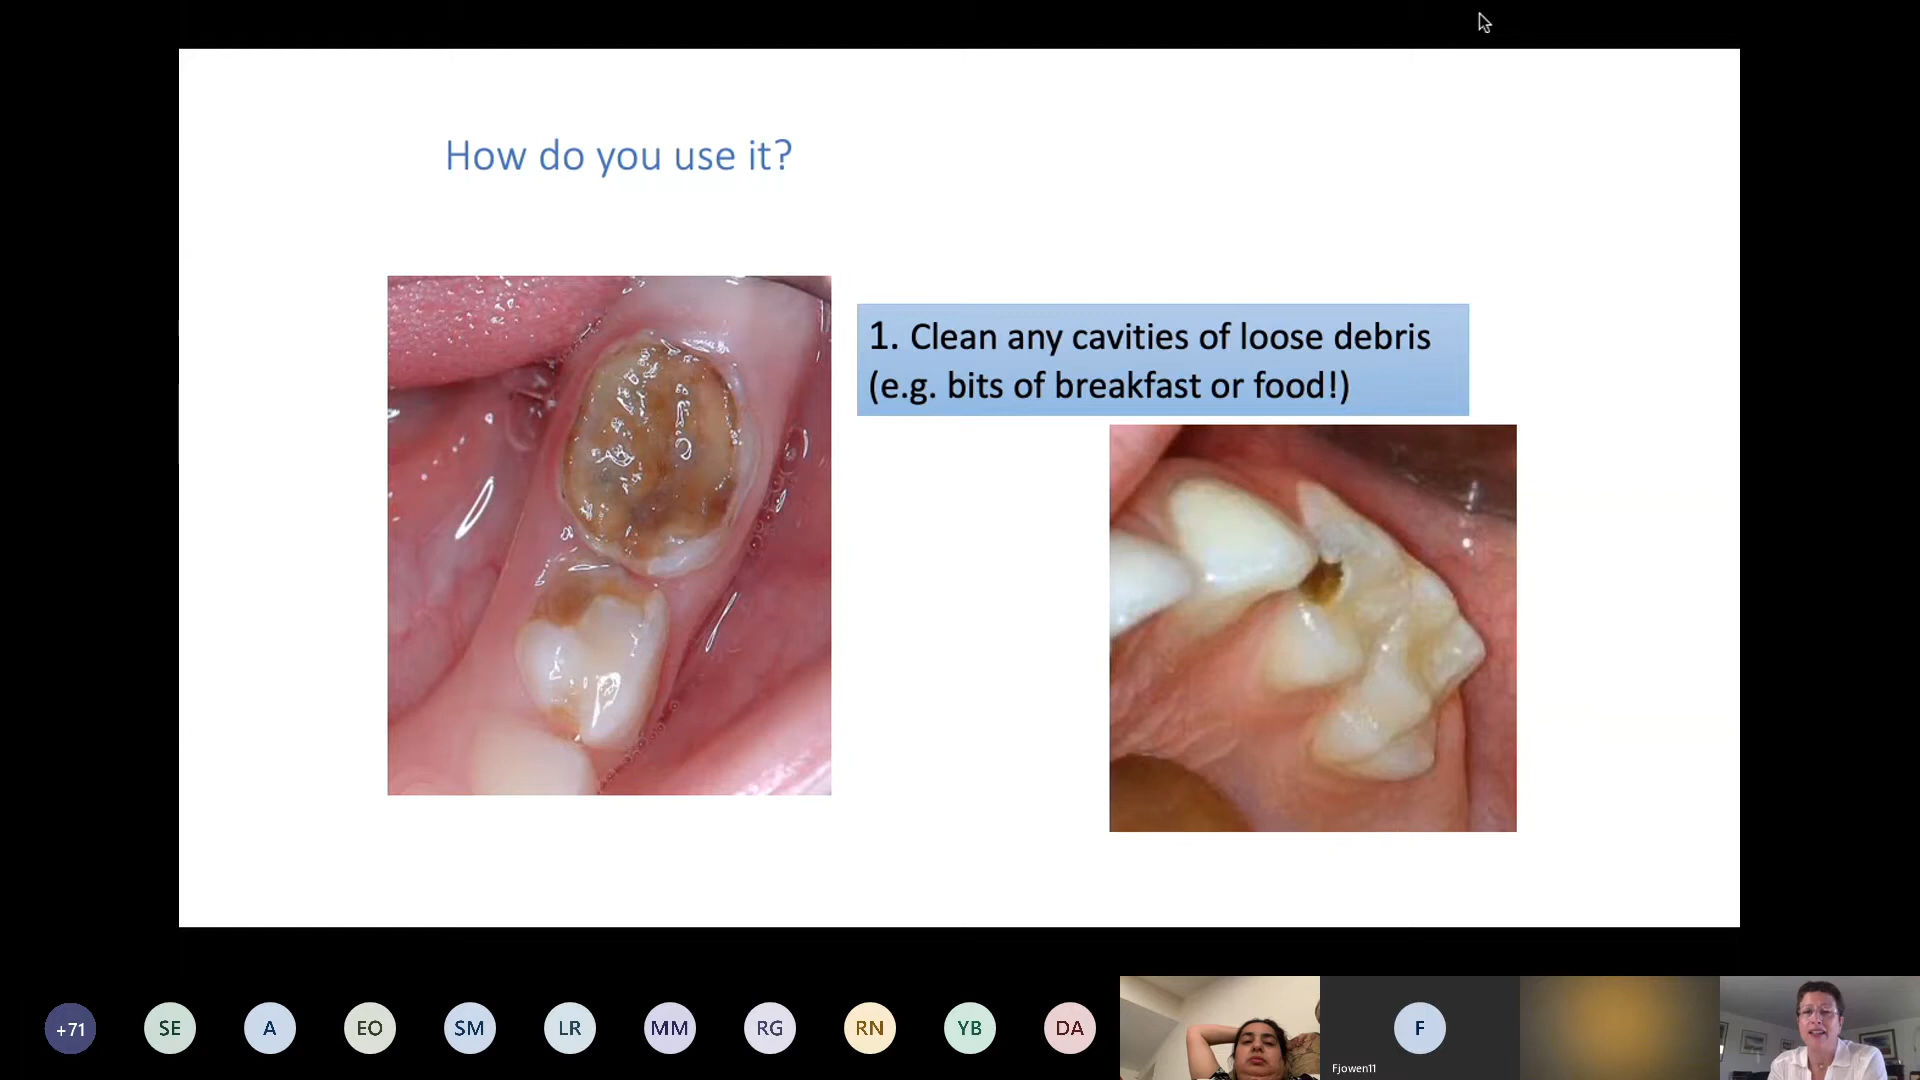 How do you use it?
1. Clean any cavities of loose debris
(e.g. bits of breakfast or food!)
+71
SE
A
EO
SM
LR
MM
RG
RN
YB
DA
F
Fjowen11